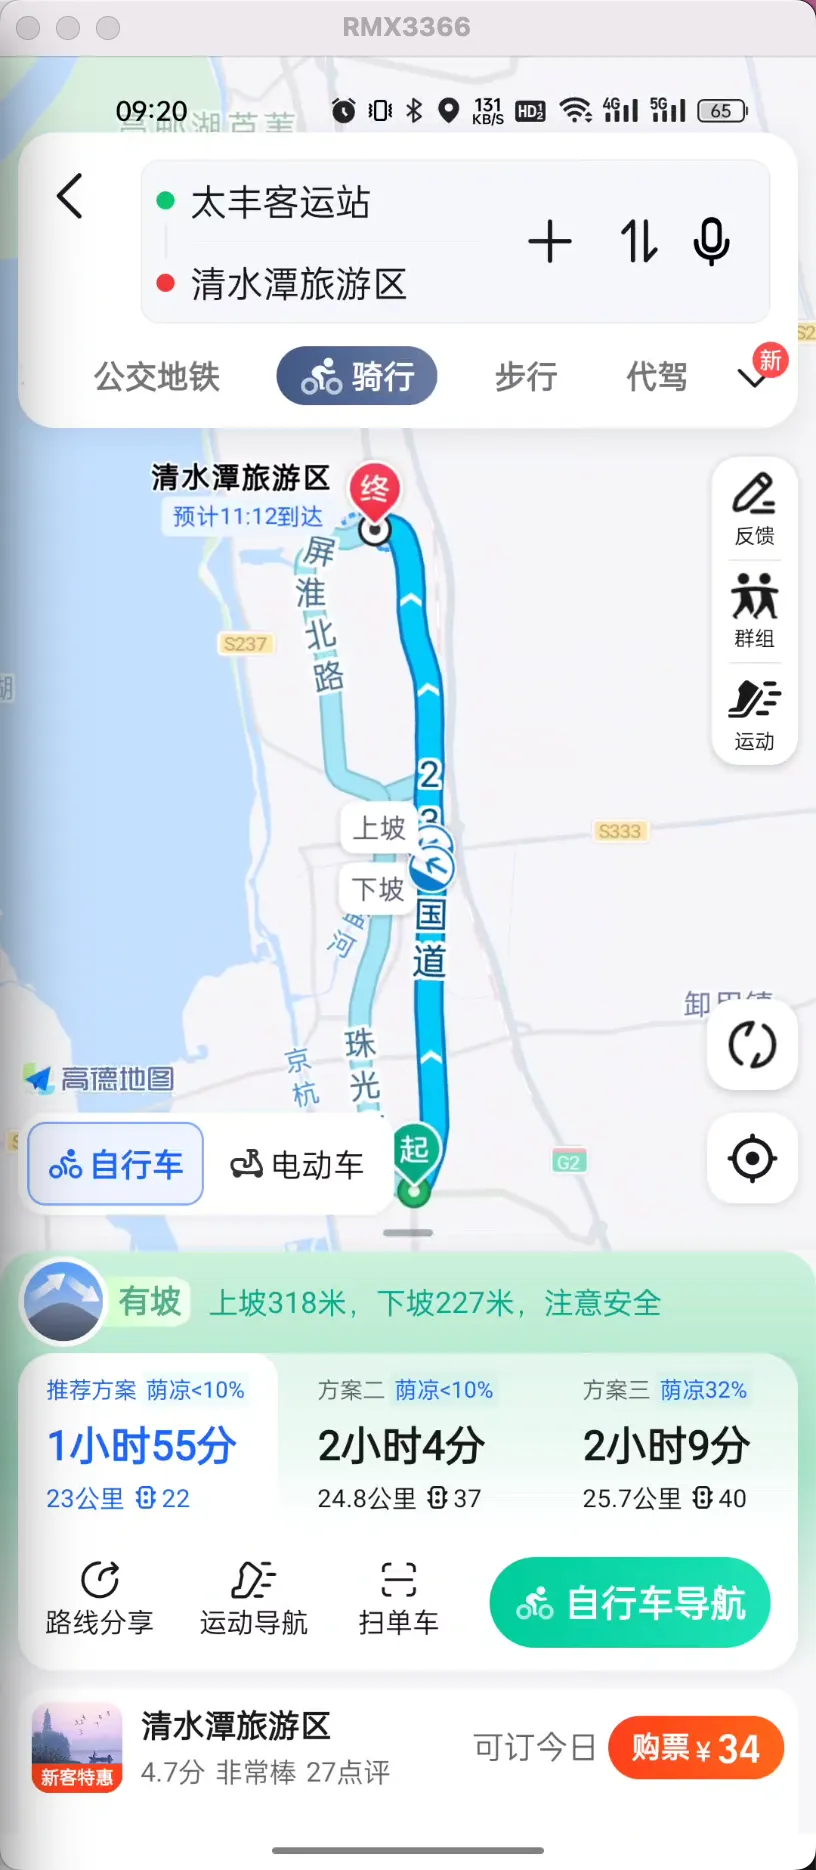 RMX3366
09:20
131
KB/S
HD
4G
5G
65
高邮湖芦苇
太丰客运站
清水潭旅游区
公交地铁
骑行
步行
代驾
新
清水潭旅游区
终
预计11:12到达
反馈
群组
运动
屏淮北路
S237
湖
2
3
国道
上坡
下坡
S333
河
珠光
京杭
高德地图
自行车
电动车
起
G2
有坡
上坡318米，下坡227米，注意安全
推荐方案 荫凉<10%
1小时55分
23公里 22
方案二 荫凉<10%
2小时4分
24.8公里 37
方案三 荫凉32%
2小时9分
25.7公里 40
路线分享
运动导航
扫单车
自行车导航
清水潭旅游区
4.7分 非常棒 27点评
新客特惠
可订今日
购票¥34